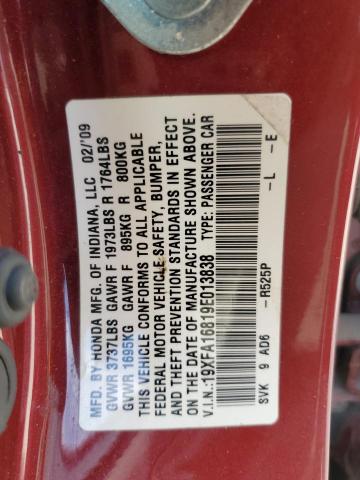 MFD. BY HONDA MFG. OF INDIANA, LLC 02/'09
GVWR 3737LBS GAWR F 1973LBS R 1764LBS
GVWR 1695KG GAWR F 895KG R 800KG
THIS VEHICLE CONFORMS TO ALL APPLICABLE
FEDERAL MOTOR VEHICLE SAFETY, BUMPER,
AND THEFT PREVENTION STANDARDS IN EFFECT
ON THE DATE OF MANUFACTURE SHOWN ABOVE.
V.I.N.:19XFA16819E013838 TYPE: PASSENGER CAR
SVK 9 AD6 -R525P -L -E